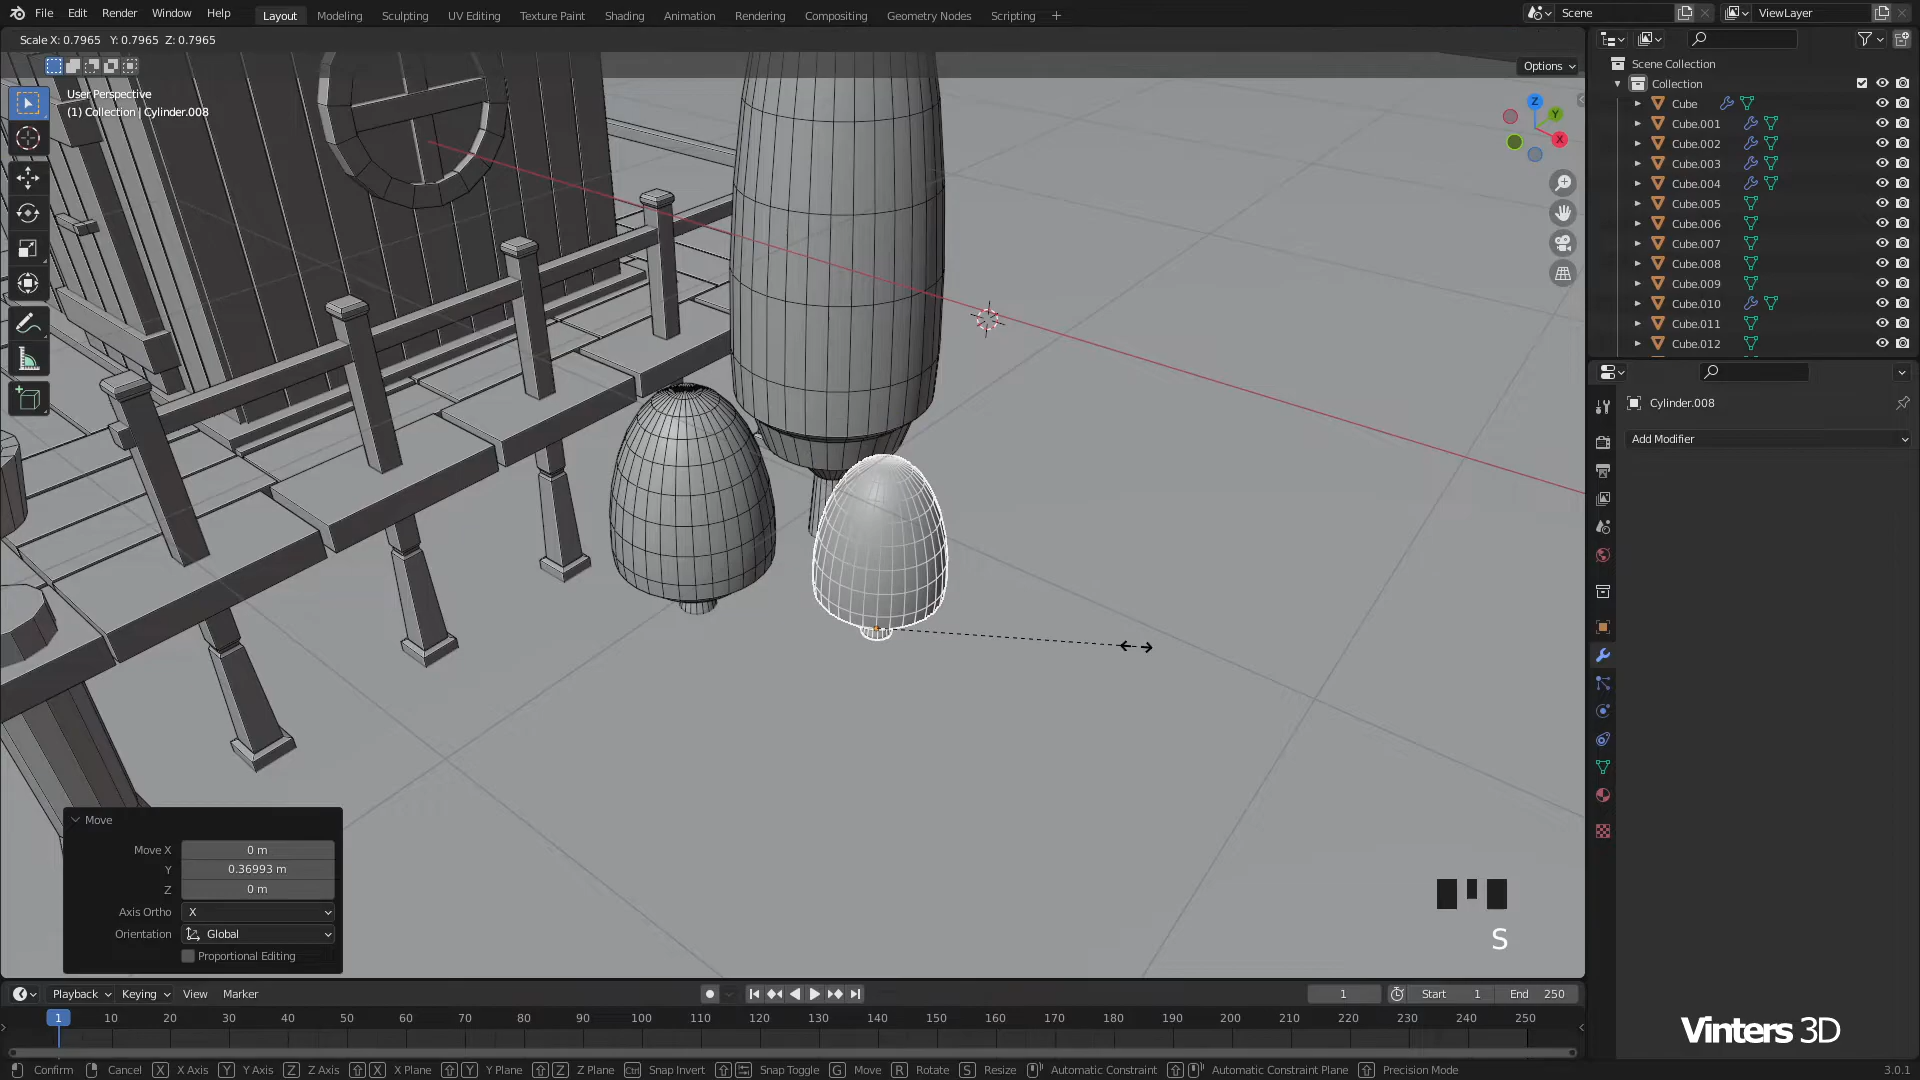 File Edit Render Window Help Layout Modeling Sculpting UV Editing Texture Paint Shading Animation Rendering Compositing Geometry Nodes Scripting + Scene ViewLayer
Scale X: 0.7965 Y: 0.7965 Z: 0.7965
Options
User Perspective
(1) Collection | Cylinder.008
Z
Y
X
Scene Collection
Collection
Cube
Cube.001
Cube.002
Cube.003
Cube.004
Cube.005
Cube.006
Cube.007
Cube.008
Cube.009
Cube.010
Cube.011
Cube.012
Cylinder.008
Add Modifier
Move
Move X 0 m
Y 0.36993 m
Z 0 m
Axis Ortho X
Orientation Global
Proportional Editing
S
Playback Keying View Marker 1 Start 1 End 250
1 10 20 30 40 50 60 70 80 90 100 110 120 130 140 150 160 170 180 190 200 210 220 230 240 250
Vinters 3D
Confirm Cancel X X Axis Y Y Axis Z Z Axis X X Plane Y Y Plane Z Z Plane Ctrl Snap Invert Snap Toggle G Move R Rotate S Resize Automatic Constraint Automatic Constraint Plane Precision Mode 3.0.1